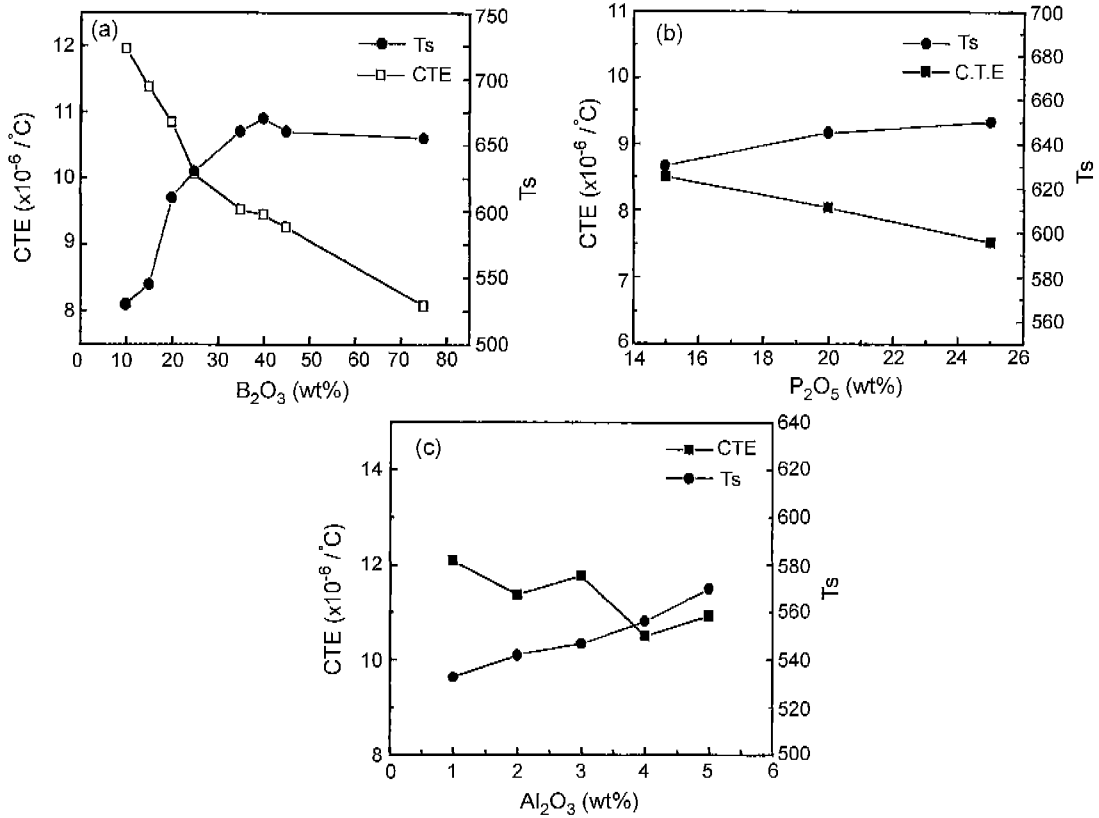 (a)
Ts
CTE
12
11
10
9
8
CTE (x10⁻⁶/°C)
750
700
650
600
550
500
Ts
0 10 20 30 40 50 60 70 80
B₂O₃ (wt%)
(b)
Ts
C.T.E
11
10
9
8
7
6
CTE (x10⁻⁶/°C)
700
680
660
640
620
600
580
560
Ts
14 16 18 20 22 24 26
P₂O₅ (wt%)
(c)
CTE
Ts
14
12
10
8
CTE (x10⁻⁶/°C)
640
620
600
580
560
540
520
500
Ts
0 1 2 3 4 5 6
Al₂O₃ (wt%)